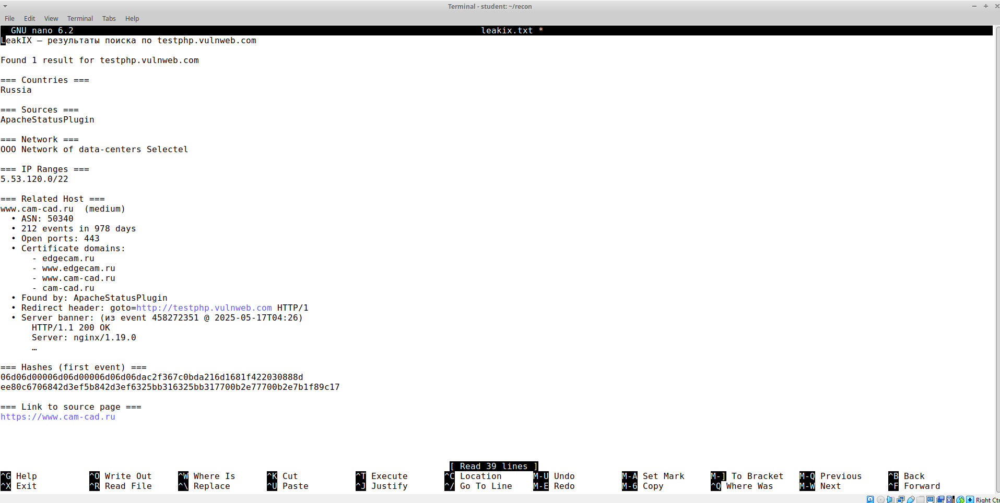 Terminal - student: ~/recon
File Edit View Terminal Tabs Help
GNU nano 6.2 leakix.txt *
LeakIX — результаты поиска по testphp.vulnweb.com
Found 1 result for testphp.vulnweb.com
=== Countries ===
Russia
=== Sources ===
ApacheStatusPlugin
=== Network ===
OOO Network of data-centers Selectel
=== IP Ranges ===
5.53.120.0/22
=== Related Host ===
www.cam-cad.ru (medium)
• ASN: 50340
• 212 events in 978 days
• Open ports: 443
• Certificate domains:
- edgecam.ru
- www.edgecam.ru
- www.cam-cad.ru
- cam-cad.ru
• Found by: ApacheStatusPlugin
• Redirect header: goto=http://testphp.vulnweb.com HTTP/1
• Server banner: (из event 458272351 @ 2025-05-17T04:26)
HTTP/1.1 200 OK
Server: nginx/1.19.0
…
=== Hashes (first event) ===
06d06d00006d06d00006d06d06dac2f367c0bda216d1681f422030888d
ee80c6706842d3ef5b842d3ef6325bb316325bb317700b2e77700b2e7b1f89c17
=== Link to source page ===
https://www.cam-cad.ru
[ Read 39 lines ]
^G Help ^O Write Out ^W Where Is ^K Cut ^T Execute ^C Location M-U Undo M-A Set Mark M-] To Bracket M-Q Previous ^B Back
^X Exit ^R Read File ^\ Replace ^U Paste ^J Justify ^/ Go To Line M-E Redo M-6 Copy ^Q Where Was M-W Next ^F Forward
Right Ctr